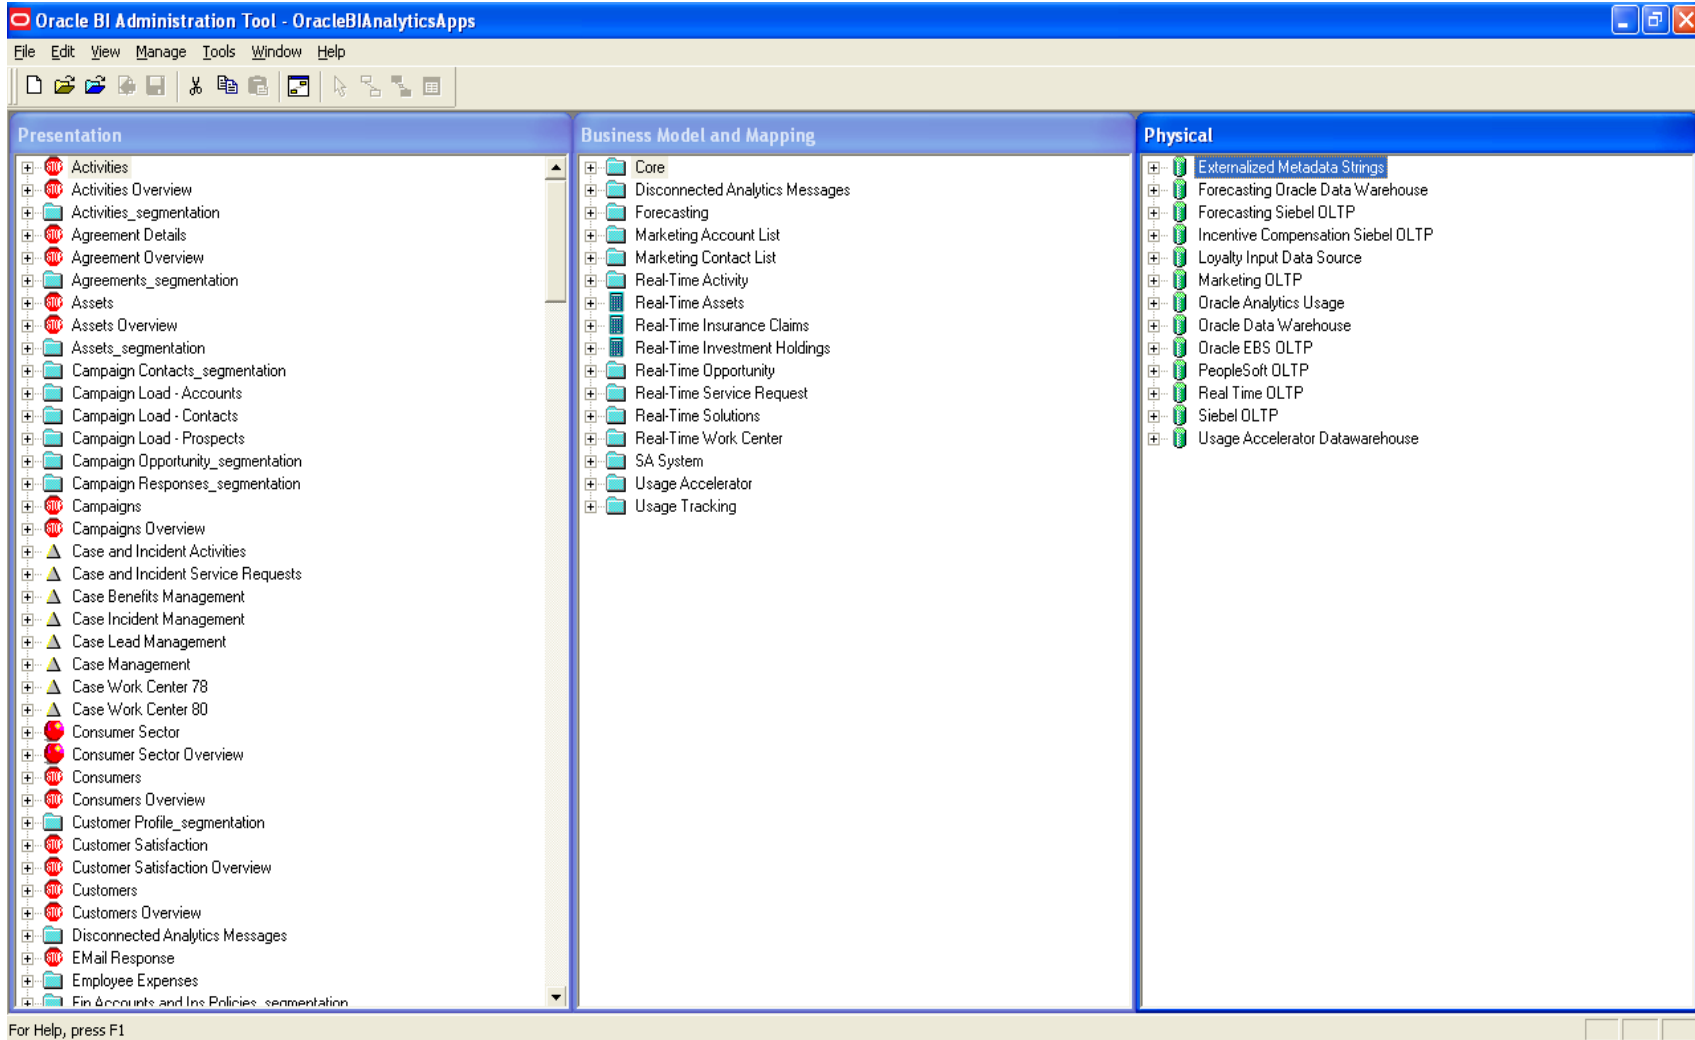 Oracle BI Administration Tool - OracleBIAnalyticsApps
File Edit View Manage Tools Window Help
Presentation
Activities
Activities Overview
Activities_segmentation
Agreement Details
Agreement Overview
Agreements_segmentation
Assets
Assets Overview
Assets_segmentation
Campaign Contacts_segmentation
Campaign Load - Accounts
Campaign Load - Contacts
Campaign Load - Prospects
Campaign Opportunity_segmentation
Campaign Responses_segmentation
Campaigns
Campaigns Overview
Case and Incident Activities
Case and Incident Service Requests
Case Benefits Management
Case Incident Management
Case Lead Management
Case Management
Case Work Center 78
Case Work Center 80
Consumer Sector
Consumer Sector Overview
Consumers
Consumers Overview
Customer Profile_segmentation
Customer Satisfaction
Customer Satisfaction Overview
Customers
Customers Overview
Disconnected Analytics Messages
EMail Response
Employee Expenses
Fin Accounts and Ins Policies_segmentation
Business Model and Mapping
Core
Disconnected Analytics Messages
Forecasting
Marketing Account List
Marketing Contact List
Real-Time Activity
Real-Time Assets
Real-Time Insurance Claims
Real-Time Investment Holdings
Real-Time Opportunity
Real-Time Service Request
Real-Time Solutions
Real-Time Work Center
SA System
Usage Accelerator
Usage Tracking
Physical
Externalized Metadata Strings
Forecasting Oracle Data Warehouse
Forecasting Siebel OLTP
Incentive Compensation Siebel OLTP
Loyalty Input Data Source
Marketing OLTP
Oracle Analytics Usage
Oracle Data Warehouse
Oracle EBS OLTP
PeopleSoft OLTP
Real Time OLTP
Siebel OLTP
Usage Accelerator Datawarehouse
For Help, press F1